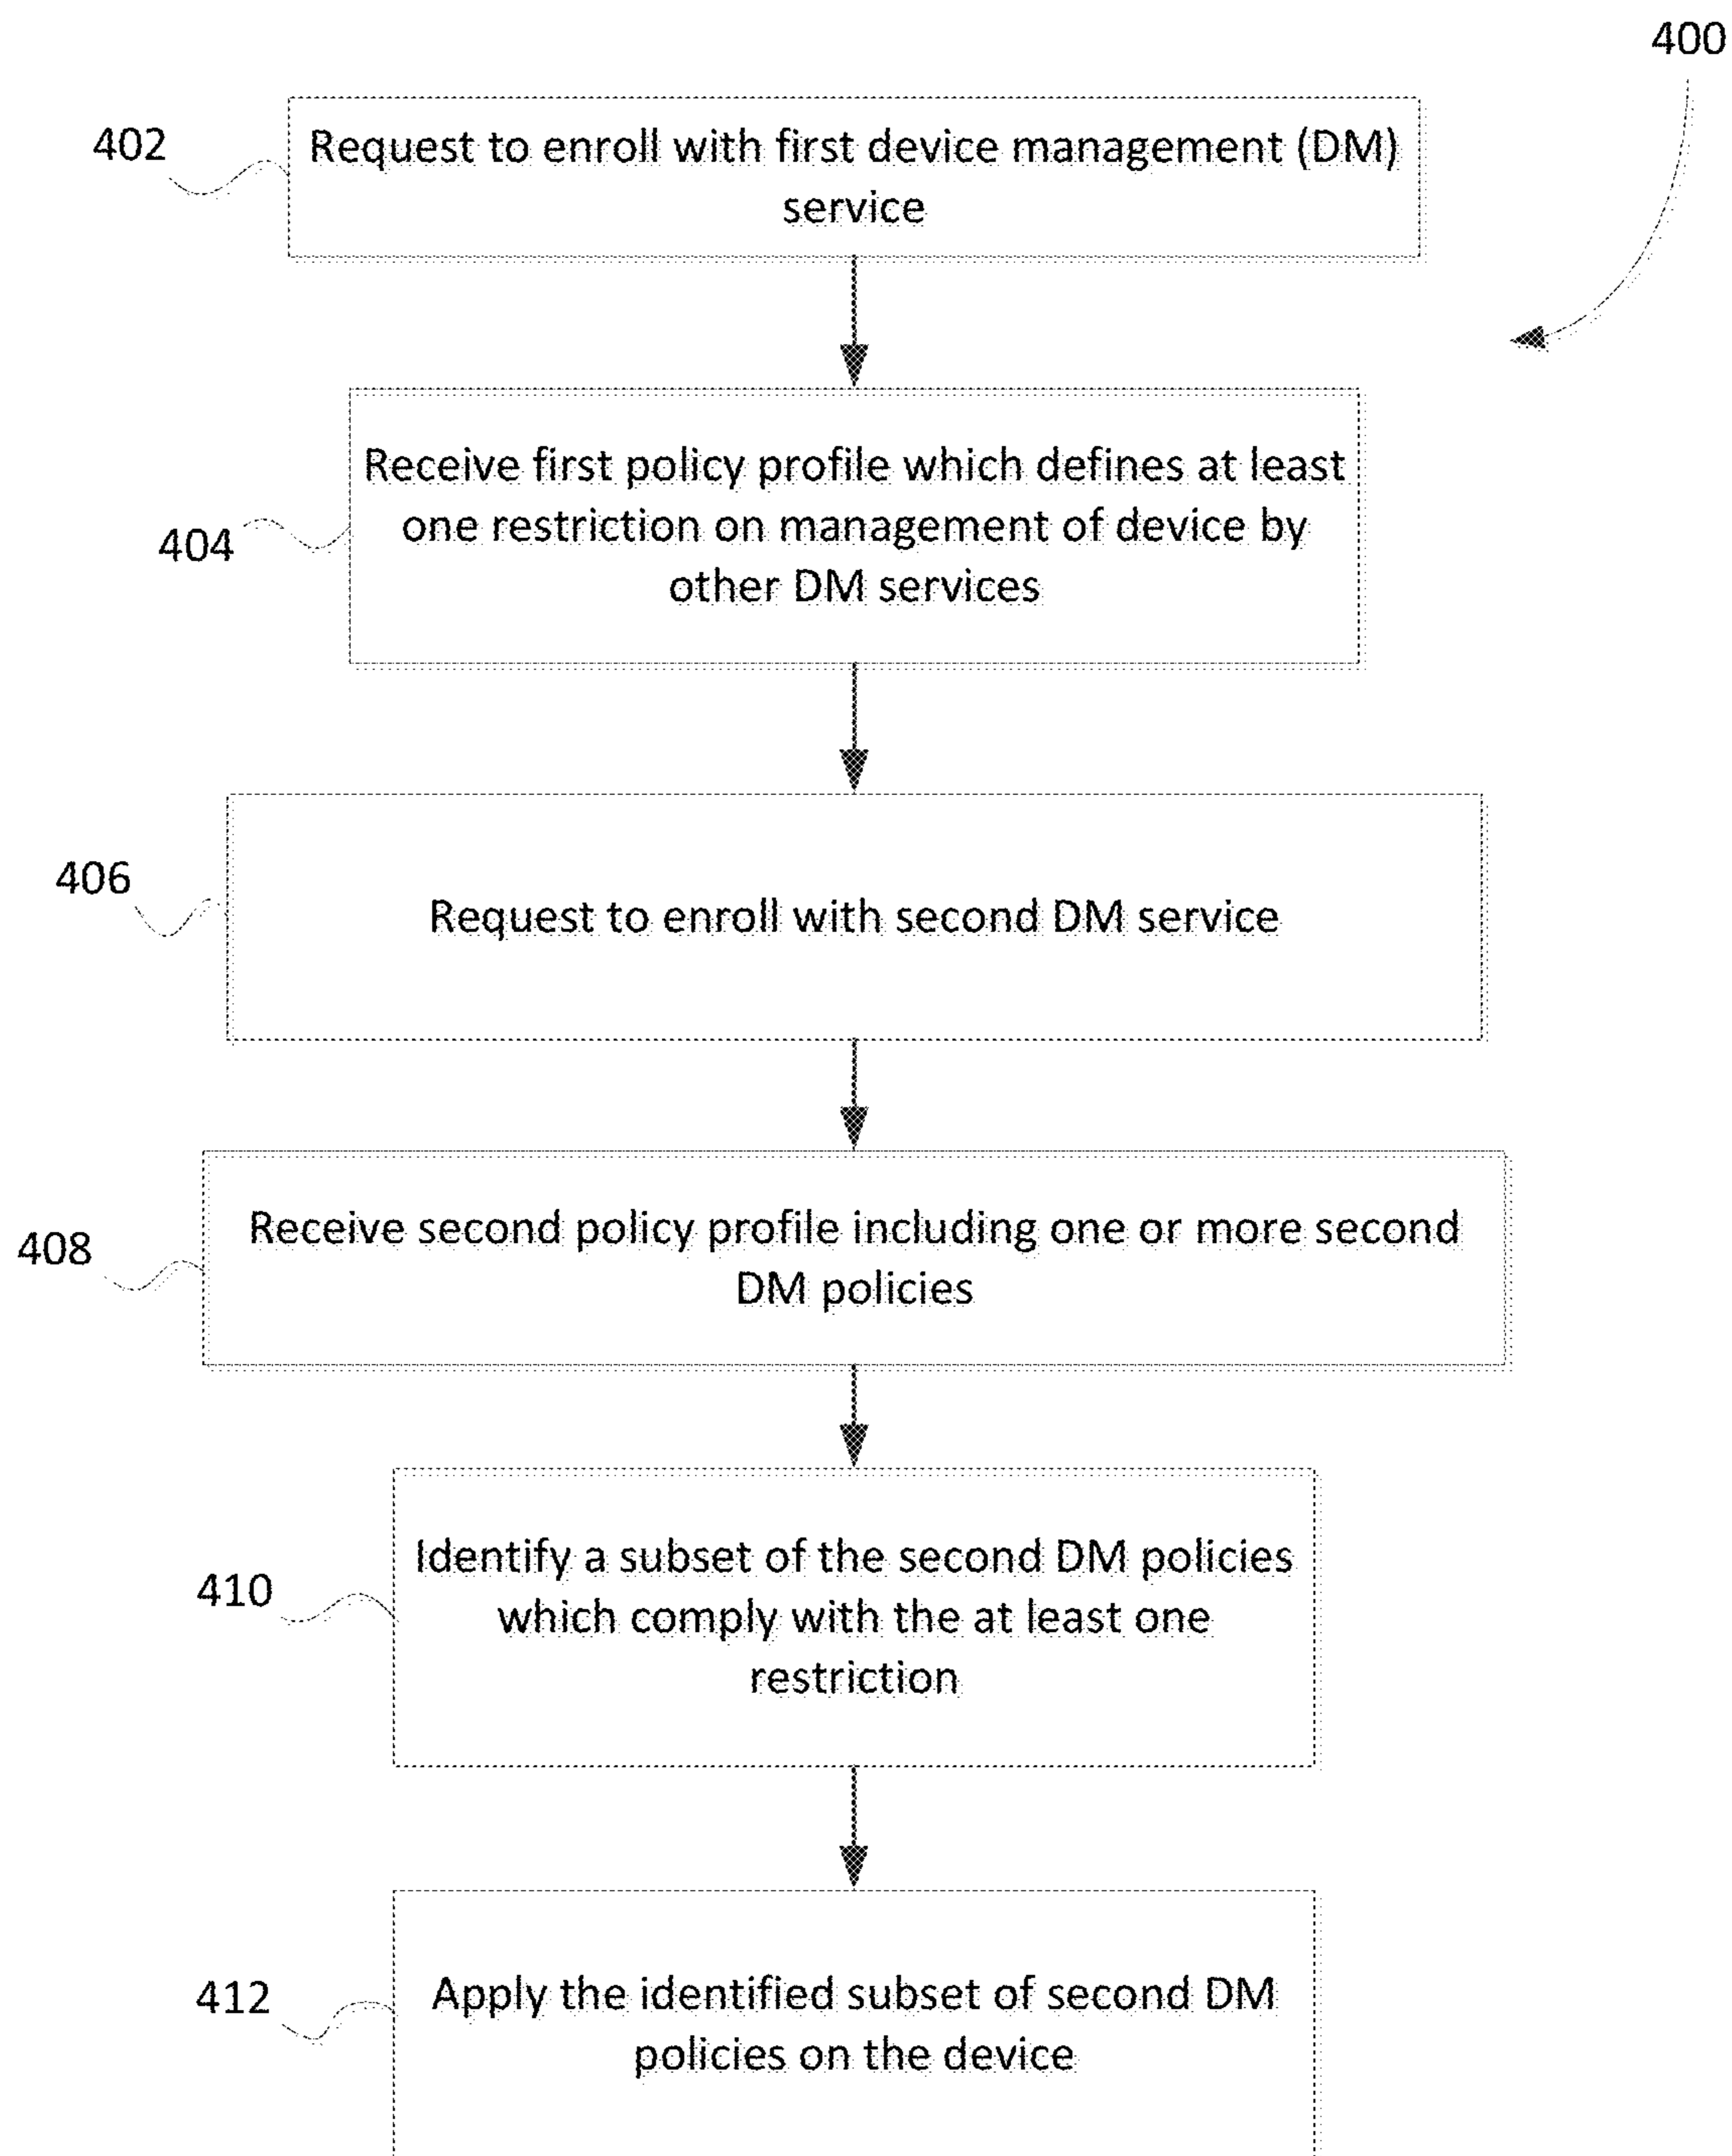 400
402
Request to enroll with first device management (DM)
service
404
Receive first policy profile which defines at least
one restriction on management of device by
other DM services
406
Request to enroll with second DM service
408
Receive second policy profile including one or more second
DM policies
410
Identify a subset of the second DM policies
which comply with the at least one
restriction
412
Apply the identified subset of second DM
policies on the device